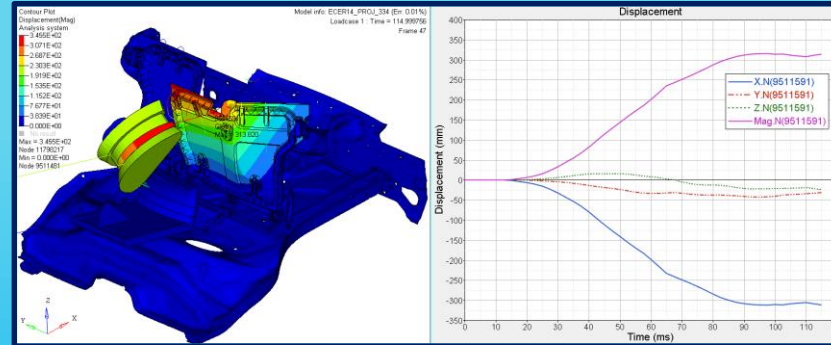 Contour Plot
Displacement(Mag)
Analysis system
3.455E+02
3.071E+02
2.687E+02
2.303E+02
1.919E+02
1.535E+02
1.152E+02
7.677E+01
3.839E+01
0.000E+00
No result
Max = 3.455E+02
Node 11790217
Min = 0.000E+00
Node 9511481
Model info: ECER14_PROJ_334 (Err: 0.01%)
Loadcase 1 : Time = 114.999756
Frame 47
313.820
Z
Y
X
Displacement
Displacement (mm)
400
350
300
250
200
150
100
50
0
-50
-100
-150
-200
-250
-300
-350
X.N(9511591)
Y.N(9511591)
Z.N(9511591)
Mag.N(9511591)
0 10 20 30 40 50 60 70 80 90 100 110 120
Time (ms)